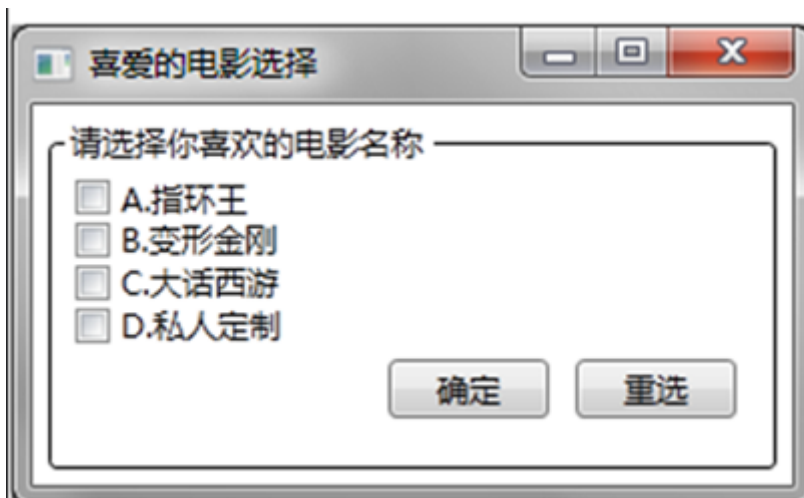 喜爱的电影选择
请选择你喜欢的电影名称
A.指环王
B.变形金刚
C.大话西游
D.私人定制
确定 重选